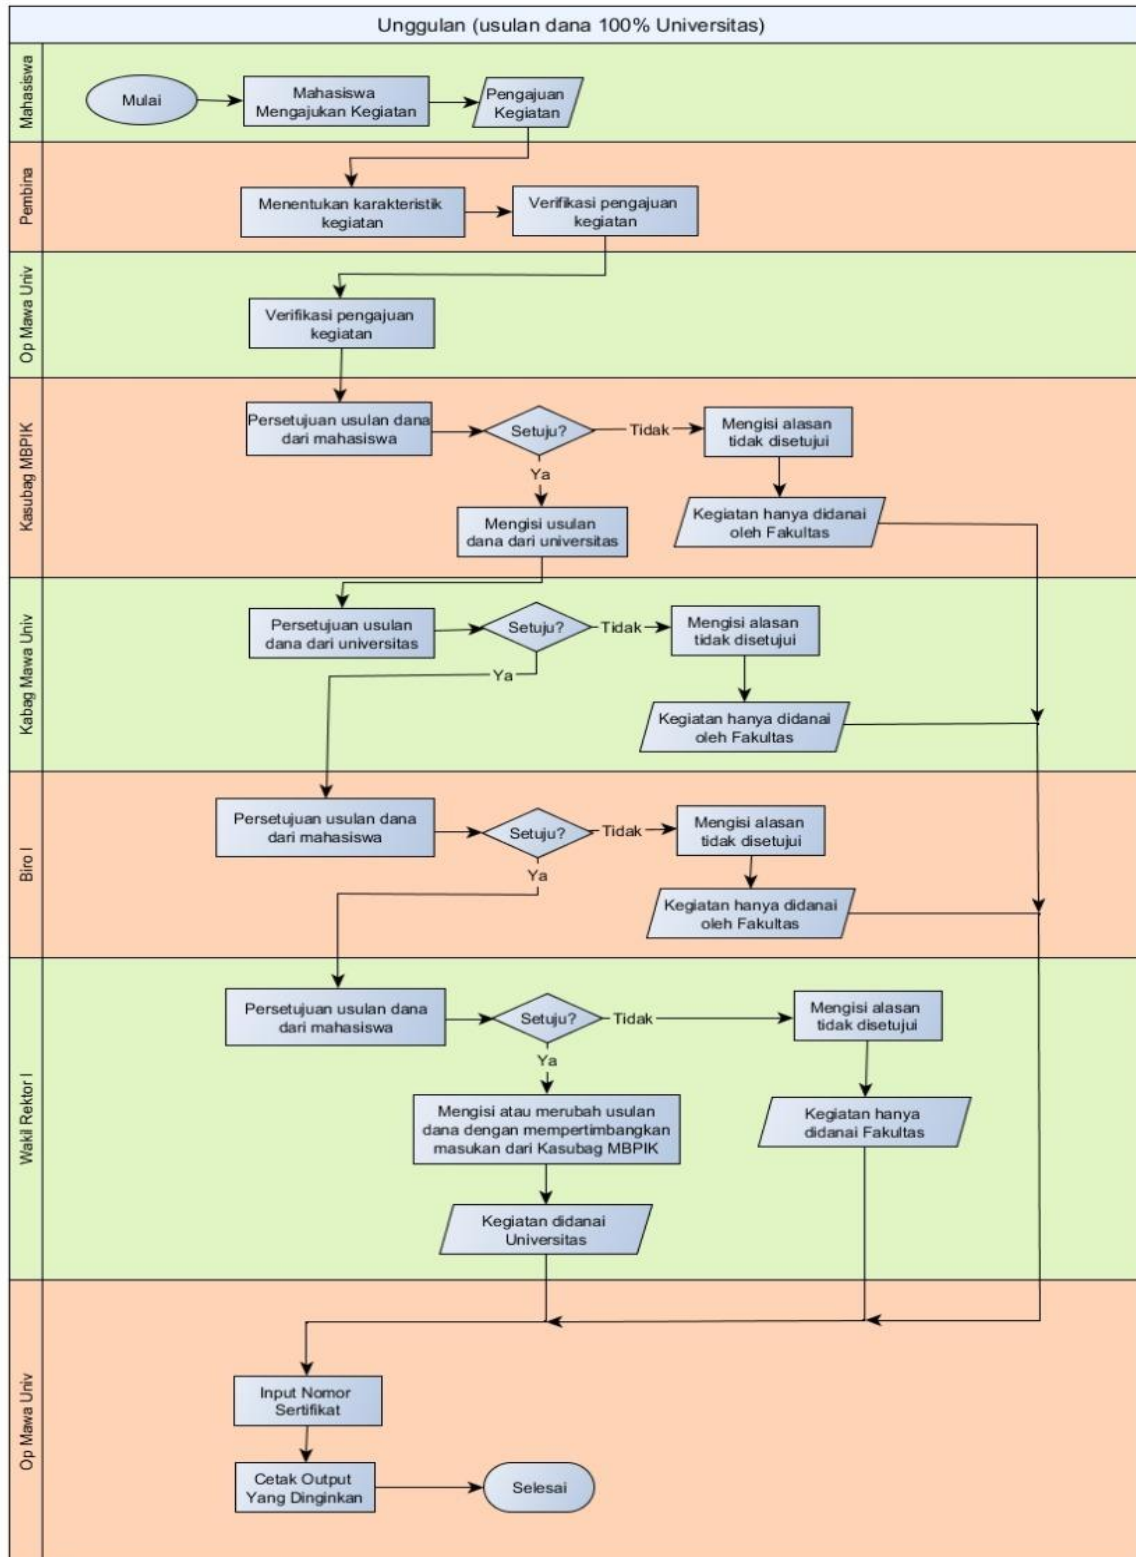 Unggulan (usulan dana 100% Universitas)
Mahasiswa
Mulai
Mahasiswa
Mengajukan Kegiatan
Pengajuan
Kegiatan
Pembina
Menentukan karakteristik
kegiatan
Verifikasi pengajuan
kegiatan
Op Mawa Univ
Verifikasi pengajuan
kegiatan
Kasubag MBPIK
Persetujuan usulan dana
dari mahasiswa
Setuju?
Tidak
Mengisi alasan
tidak disetujui
Ya
Mengisi usulan
dana dari universitas
Kegiatan hanya didanai
oleh Fakultas
Kabag Mawa Univ
Persetujuan usulan
dana dari universitas
Setuju?
Tidak
Mengisi alasan
tidak disetujui
Ya
Kegiatan hanya didanai
oleh Fakultas
Biro I
Persetujuan usulan dana
dari mahasiswa
Setuju?
Tidak
Mengisi alasan
tidak disetujui
Ya
Kegiatan hanya didanai
oleh Fakultas
Wakil Rektor I
Persetujuan usulan dana
dari mahasiswa
Setuju?
Tidak
Mengisi alasan
tidak disetujui
Ya
Mengisi atau merubah usulan
dana dengan mempertimbangkan
masukan dari Kasubag MBPIK
Kegiatan hanya
didanai Fakultas
Kegiatan didanai
Universitas
Op Mawa Univ
Input Nomor
Sertifikat
Cetak Output
Yang Dinginkan
Selesai